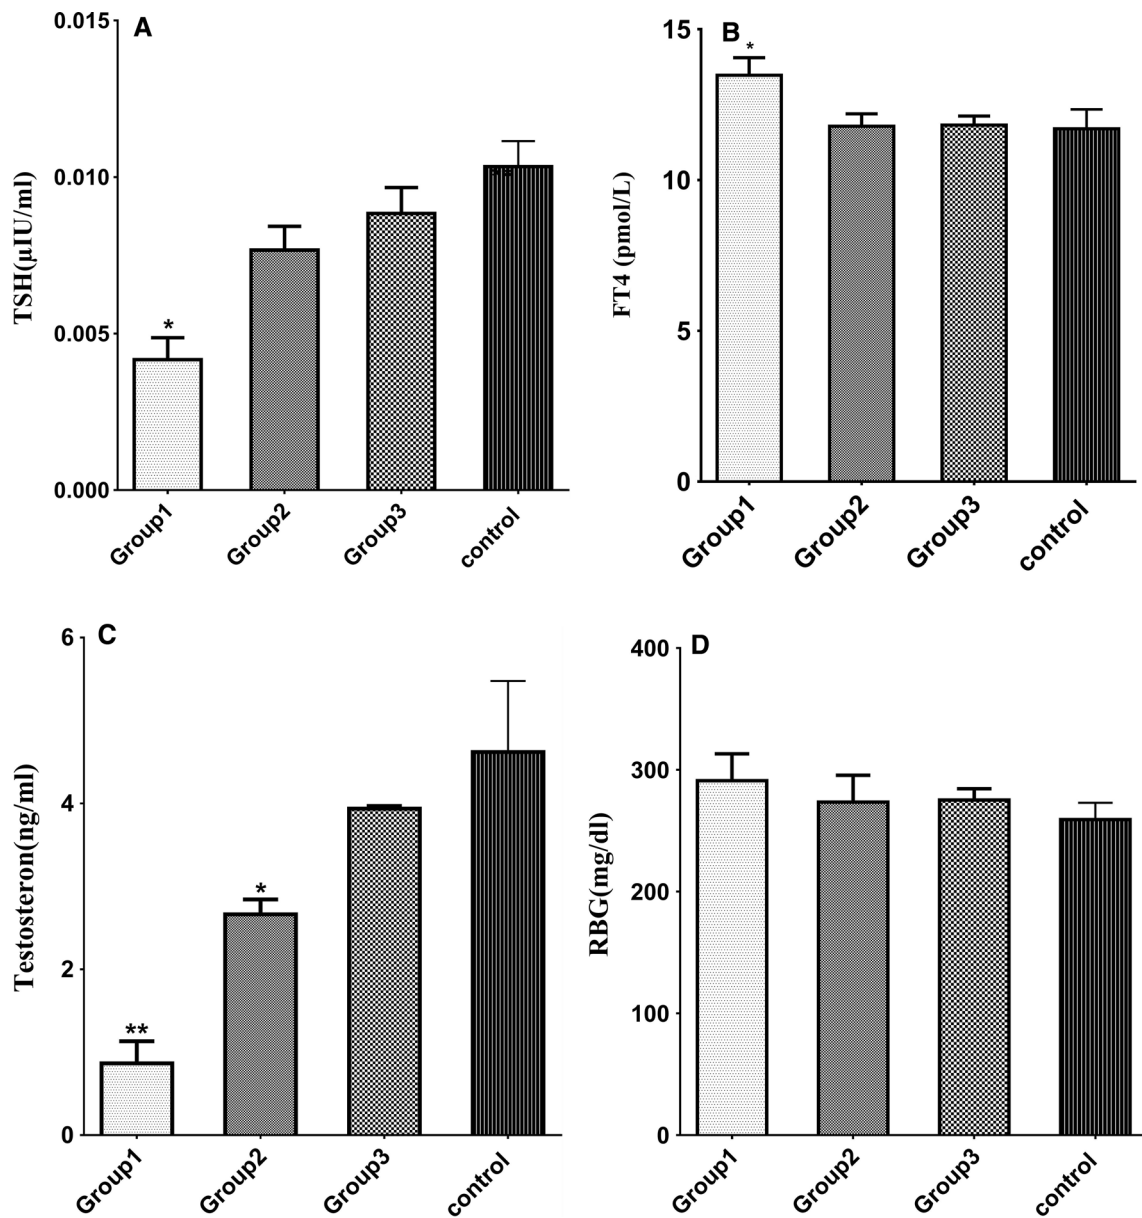 A
TSH(µIU/ml)
0.015
0.010
0.005
0.000
*
**
Group1
Group2
Group3
control
B
FT4 (pmol/L)
15
10
5
0
*
Group1
Group2
Group3
control
C
Testosteron(ng/ml)
6
4
2
0
**
*
Group1
Group2
Group3
control
D
RBG(mg/dl)
400
300
200
100
0
Group1
Group2
Group3
control